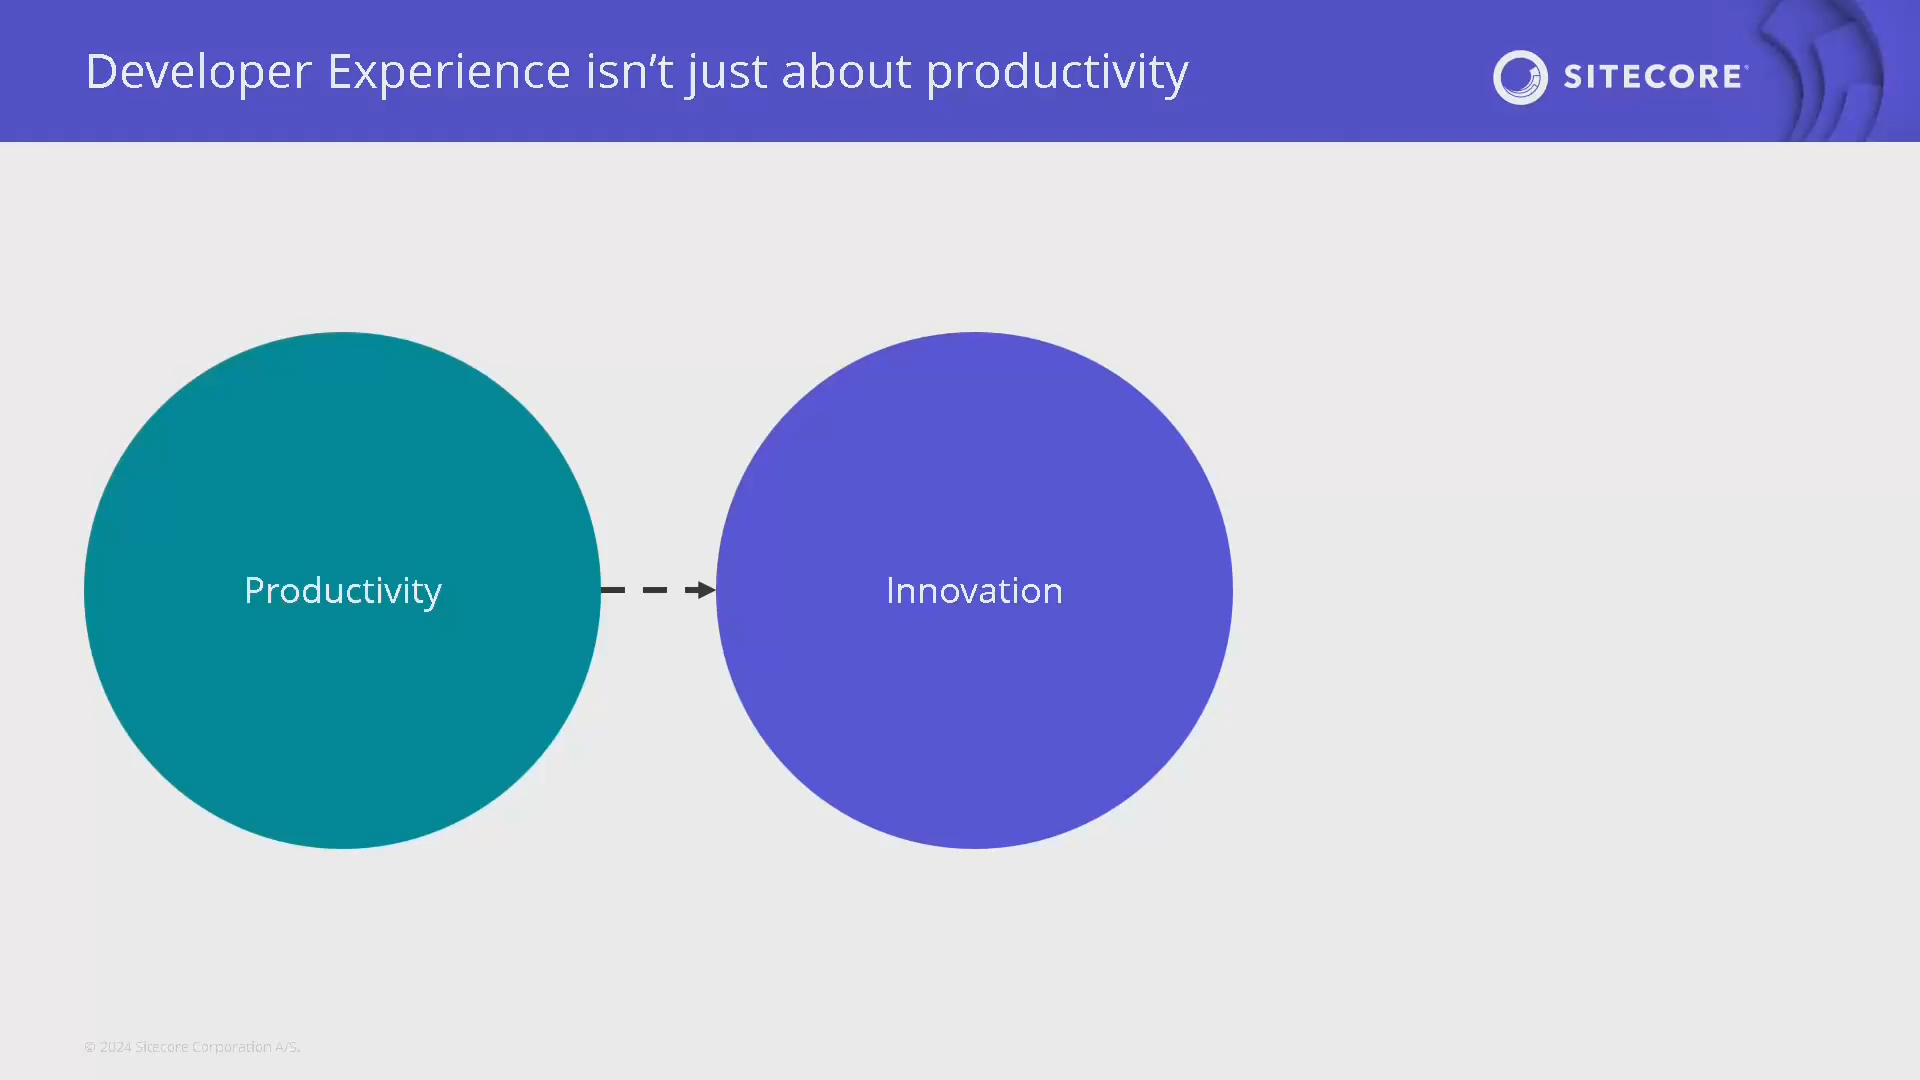 Developer Experience isn’t just about productivity
SITECORE
Productivity
Innovation
© 2024 Sitecore Corporation A/S.